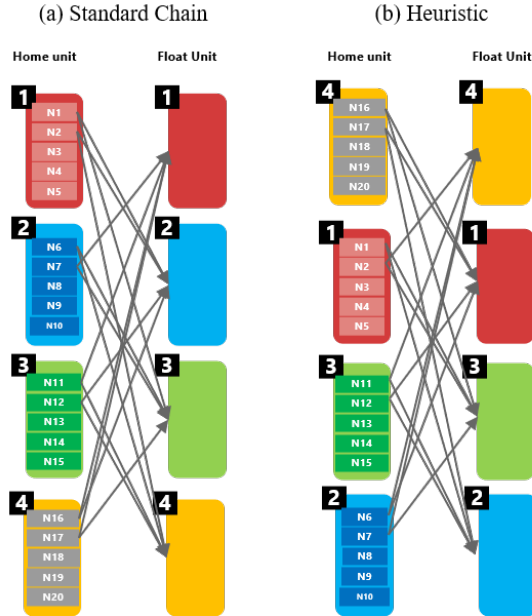 (a) Standard Chain
(b) Heuristic
Home unit
Float Unit
Home unit
Float Unit
1
N1
N2
N3
N4
N5
1
2
N6
N7
N8
N9
N10
2
3
N11
N12
N13
N14
N15
3
4
N16
N17
N18
N19
N20
4
4
N16
N17
N18
N19
N20
4
1
N1
N2
N3
N4
N5
1
3
N11
N12
N13
N14
N15
3
2
N6
N7
N8
N9
N10
2